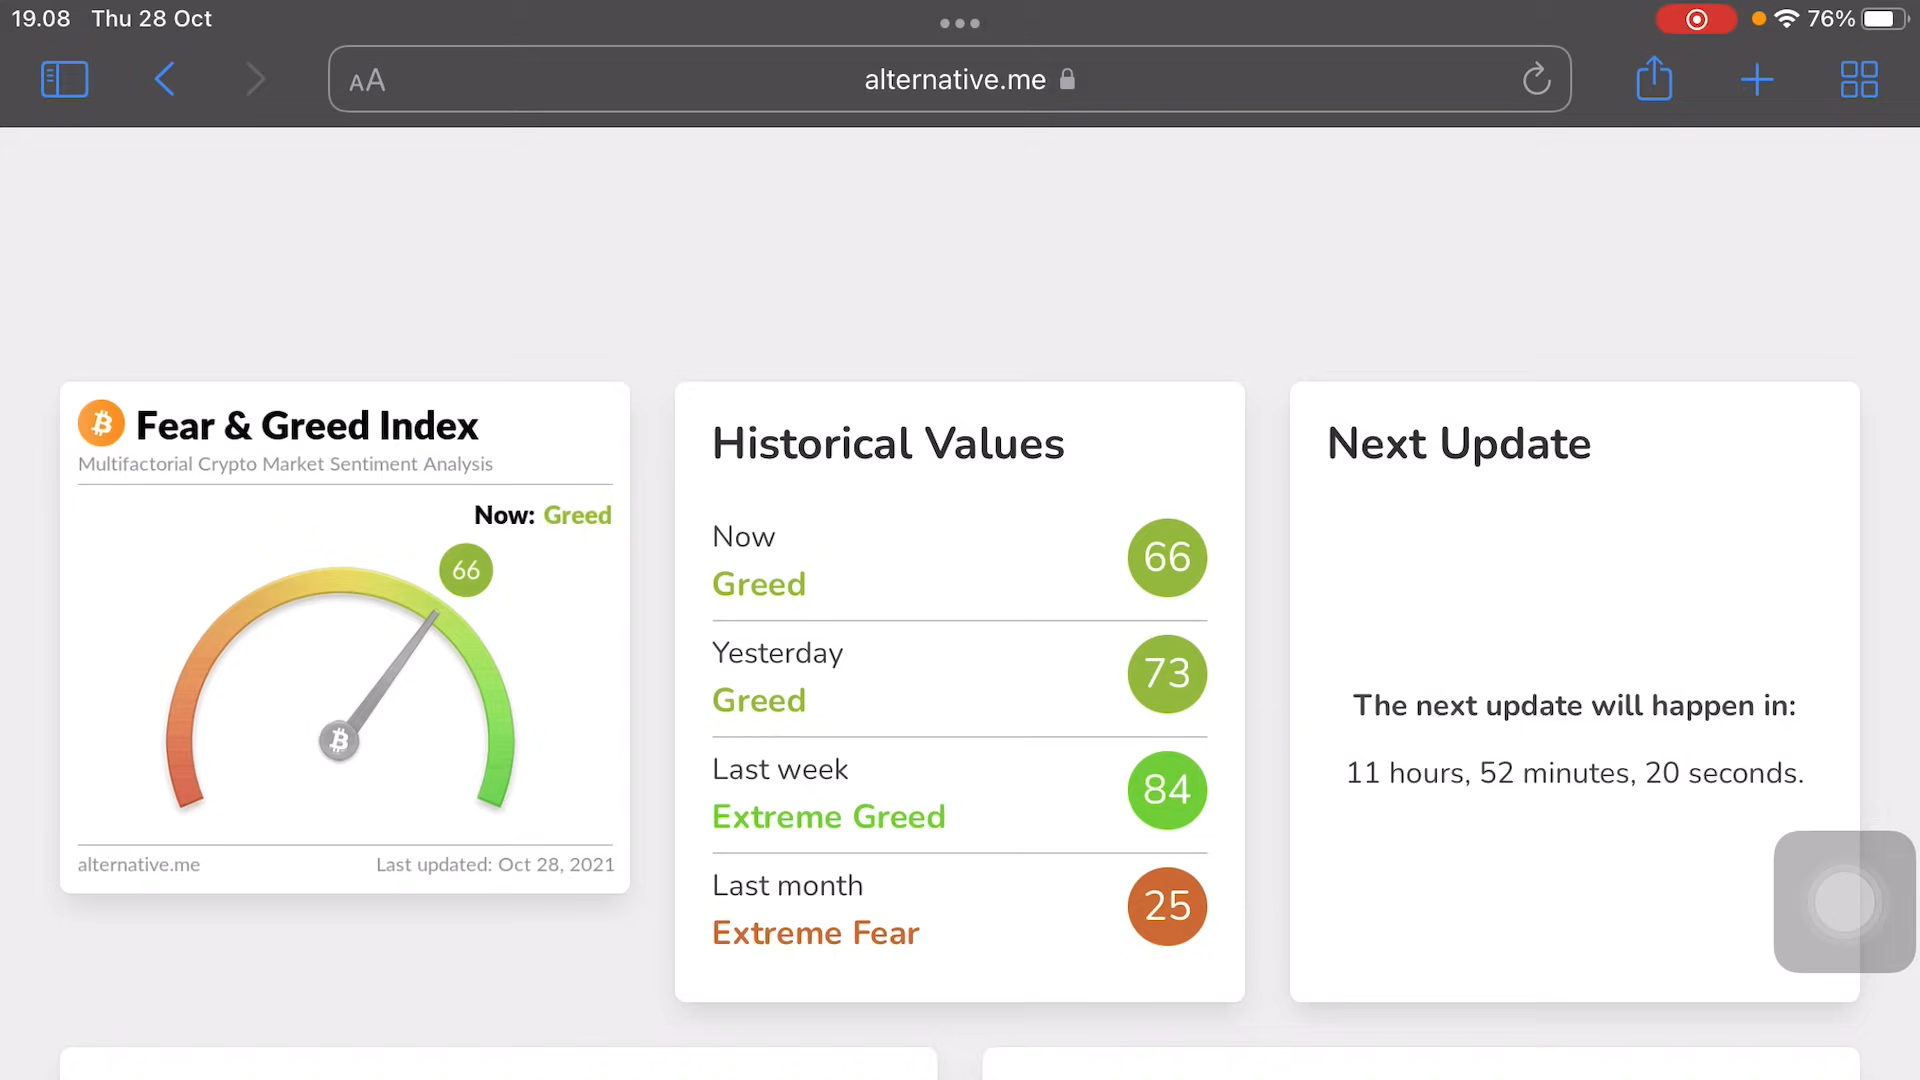 19.08 Thu 28 Oct
76%
AA
alternative.me
Fear & Greed Index
Multifactorial Crypto Market Sentiment Analysis
Now: Greed
66
alternative.me
Last updated: Oct 28, 2021
Historical Values
Now
Greed
66
Yesterday
Greed
73
Last week
Extreme Greed
84
Last month
Extreme Fear
25
Next Update
The next update will happen in:
11 hours, 52 minutes, 20 seconds.